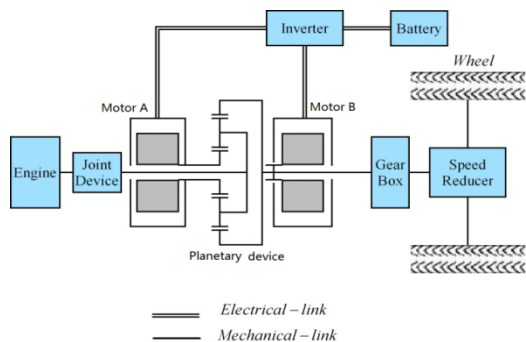 Inverter
Battery
Wheel
Motor A
Motor B
Engine
Joint
Device
Gear
Box
Speed
Reducer
Planetary device
Electrical – link
Mechanical – link